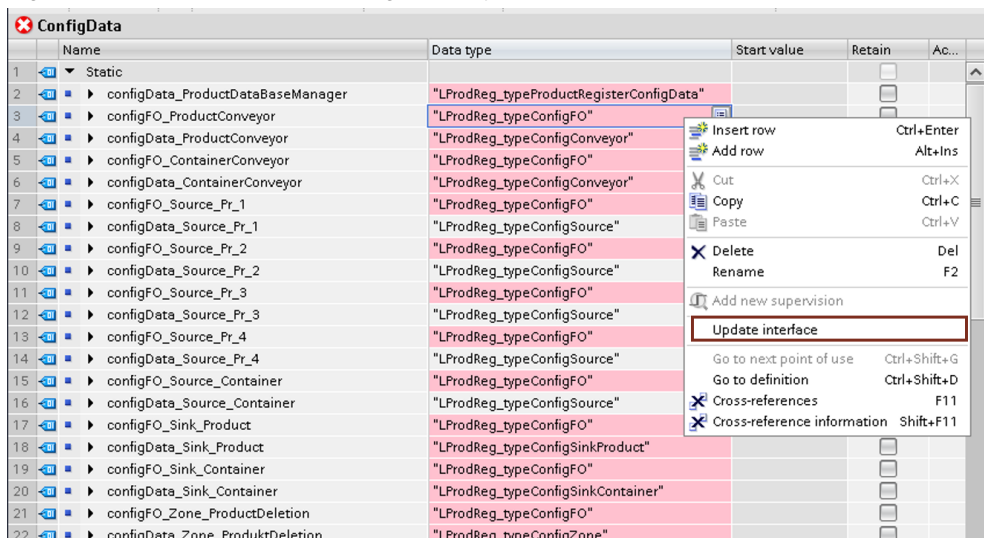 ConfigData
Name Data type Start value Retain Ac...
1 Static
2 configData_ProductDataBaseManager "LProdReg_typeProductRegisterConfigData"
3 configFO_ProductConveyor "LProdReg_typeConfigFO"
4 configData_ProductConveyor "LProdReg_typeConfigConveyor"
5 configFO_ContainerConveyor "LProdReg_typeConfigFO"
6 configData_ContainerConveyor "LProdReg_typeConfigConveyor"
7 configFO_Source_Pr_1 "LProdReg_typeConfigFO"
8 configData_Source_Pr_1 "LProdReg_typeConfigSource"
9 configFO_Source_Pr_2 "LProdReg_typeConfigFO"
10 configData_Source_Pr_2 "LProdReg_typeConfigSource"
11 configFO_Source_Pr_3 "LProdReg_typeConfigFO"
12 configData_Source_Pr_3 "LProdReg_typeConfigSource"
13 configFO_Source_Pr_4 "LProdReg_typeConfigFO"
14 configData_Source_Pr_4 "LProdReg_typeConfigSource"
15 configFO_Source_Container "LProdReg_typeConfigFO"
16 configData_Source_Container "LProdReg_typeConfigSource"
17 configFO_Sink_Product "LProdReg_typeConfigFO"
18 configData_Sink_Product "LProdReg_typeConfigSinkProduct"
19 configFO_Sink_Container "LProdReg_typeConfigFO"
20 configData_Sink_Container "LProdReg_typeConfigSinkContainer"
21 configFO_Zone_ProductDeletion "LProdReg_typeConfigFO"
22 configData_Zone_ProduktDeletion "LProdReg_typeConfigZone"
Insert row Ctrl+Enter
Add row Alt+Ins
Cut Ctrl+X
Copy Ctrl+C
Paste Ctrl+V
Delete Del
Rename F2
Add new supervision
Update interface
Go to next point of use Ctrl+Shift+G
Go to definition Ctrl+Shift+D
Cross-references F11
Cross-reference information Shift+F11